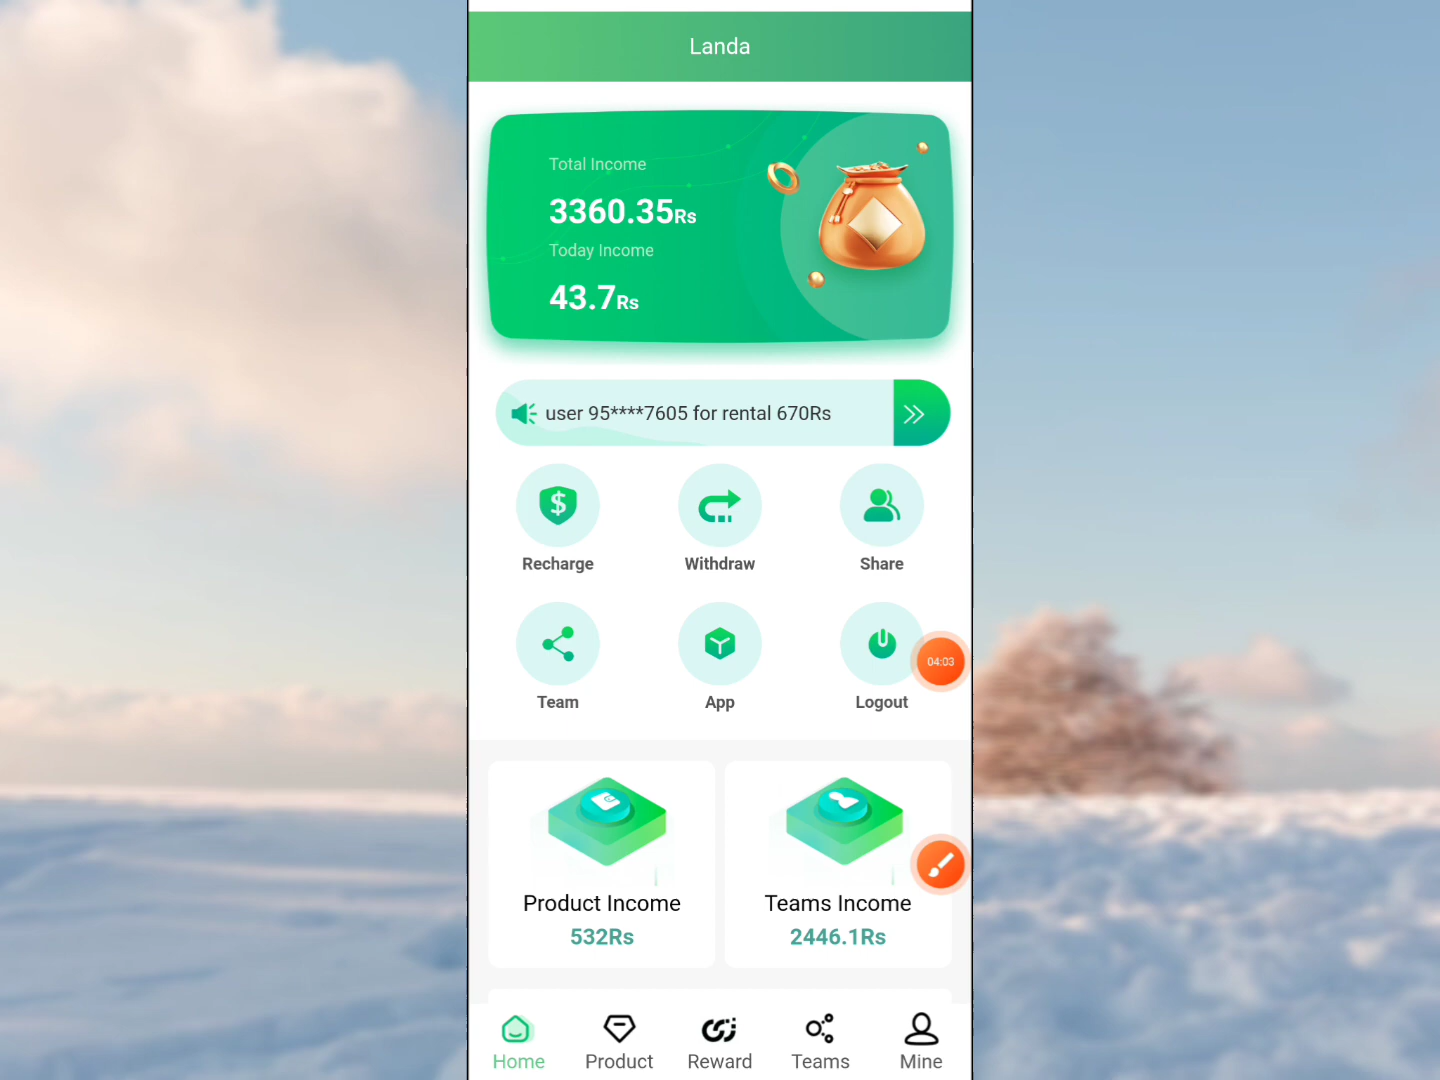 Landa
Total Income
3360.35Rs
Today Income
43.7Rs
user 95****7605 for rental 670Rs
Recharge
Withdraw
Share
Team
App
Logout
04:03
Product Income
Teams Income
532Rs
2446.1Rs
Home
Product
Reward
Teams
Mine